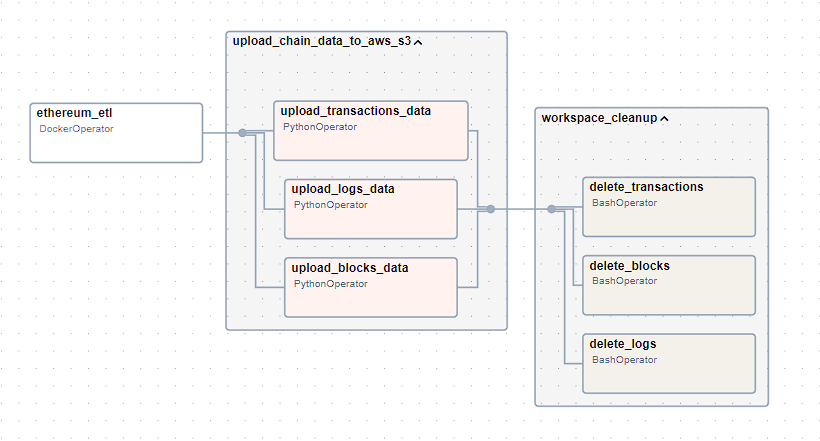 upload_chain_data_to_aws_s3
ethereum_etl
DockerOperator
upload_transactions_data
PythonOperator
upload_logs_data
PythonOperator
upload_blocks_data
PythonOperator
workspace_cleanup
delete_transactions
BashOperator
delete_blocks
BashOperator
delete_logs
BashOperator